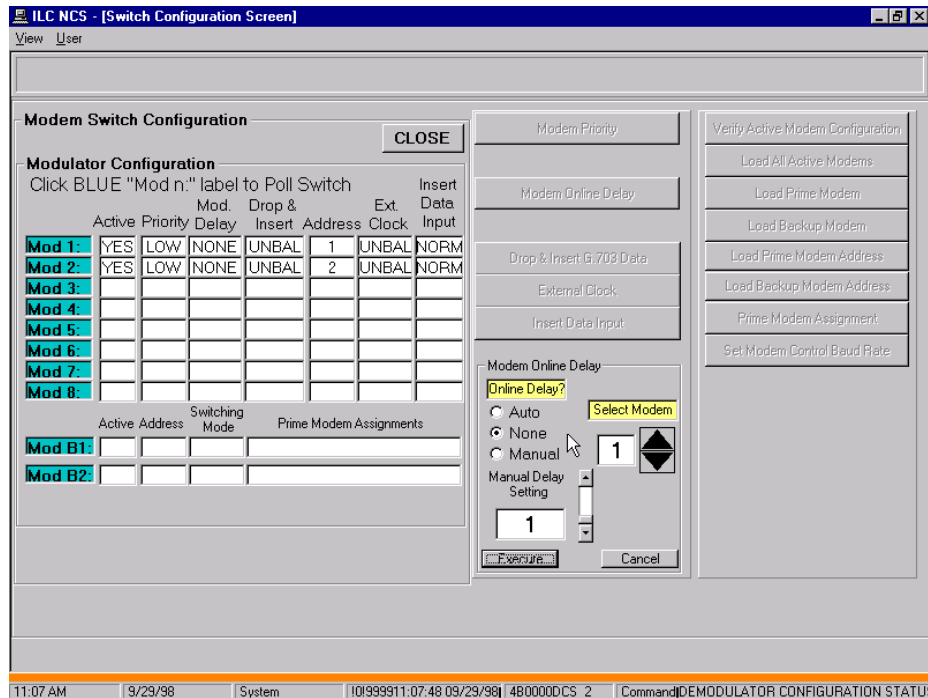 ILC NCS - [Switch Configuration Screen]
View User
Modem Switch Configuration
CLOSE
Modulator Configuration
Click BLUE "Mod n:" label to Poll Switch
Active Priority Mod. Delay Drop & Insert Address Ext. Clock Insert Data Input
Mod 1: YES LOW NONE UNBAL 1 UNBAL NORM
Mod 2: YES LOW NONE UNBAL 2 UNBAL NORM
Mod 3:
Mod 4:
Mod 5:
Mod 6:
Mod 7:
Mod 8:
Active Address Switching Mode Prime Modem Assignments
Mod B1:
Mod B2:
Modem Priority
Modem Online Delay
Drop & Insert G.703 Data
External Clock
Insert Data Input
Modem Online Delay
Online Delay?
Auto
None
Manual
Select Modem
1
Manual Delay
Setting
1
Execute
Cancel
Verify Active Modem Configuration
Load All Active Modems
Load Prime Modem
Load Backup Modem
Load Prime Modem Address
Load Backup Modem Address
Prime Modem Assignment
Set Modem Control Baud Rate
11:07 AM 9/29/98 System !0!999911:07:48 09/29/98 4B0000DCS 2 Command DEMODULATOR CONFIGURATION STATU